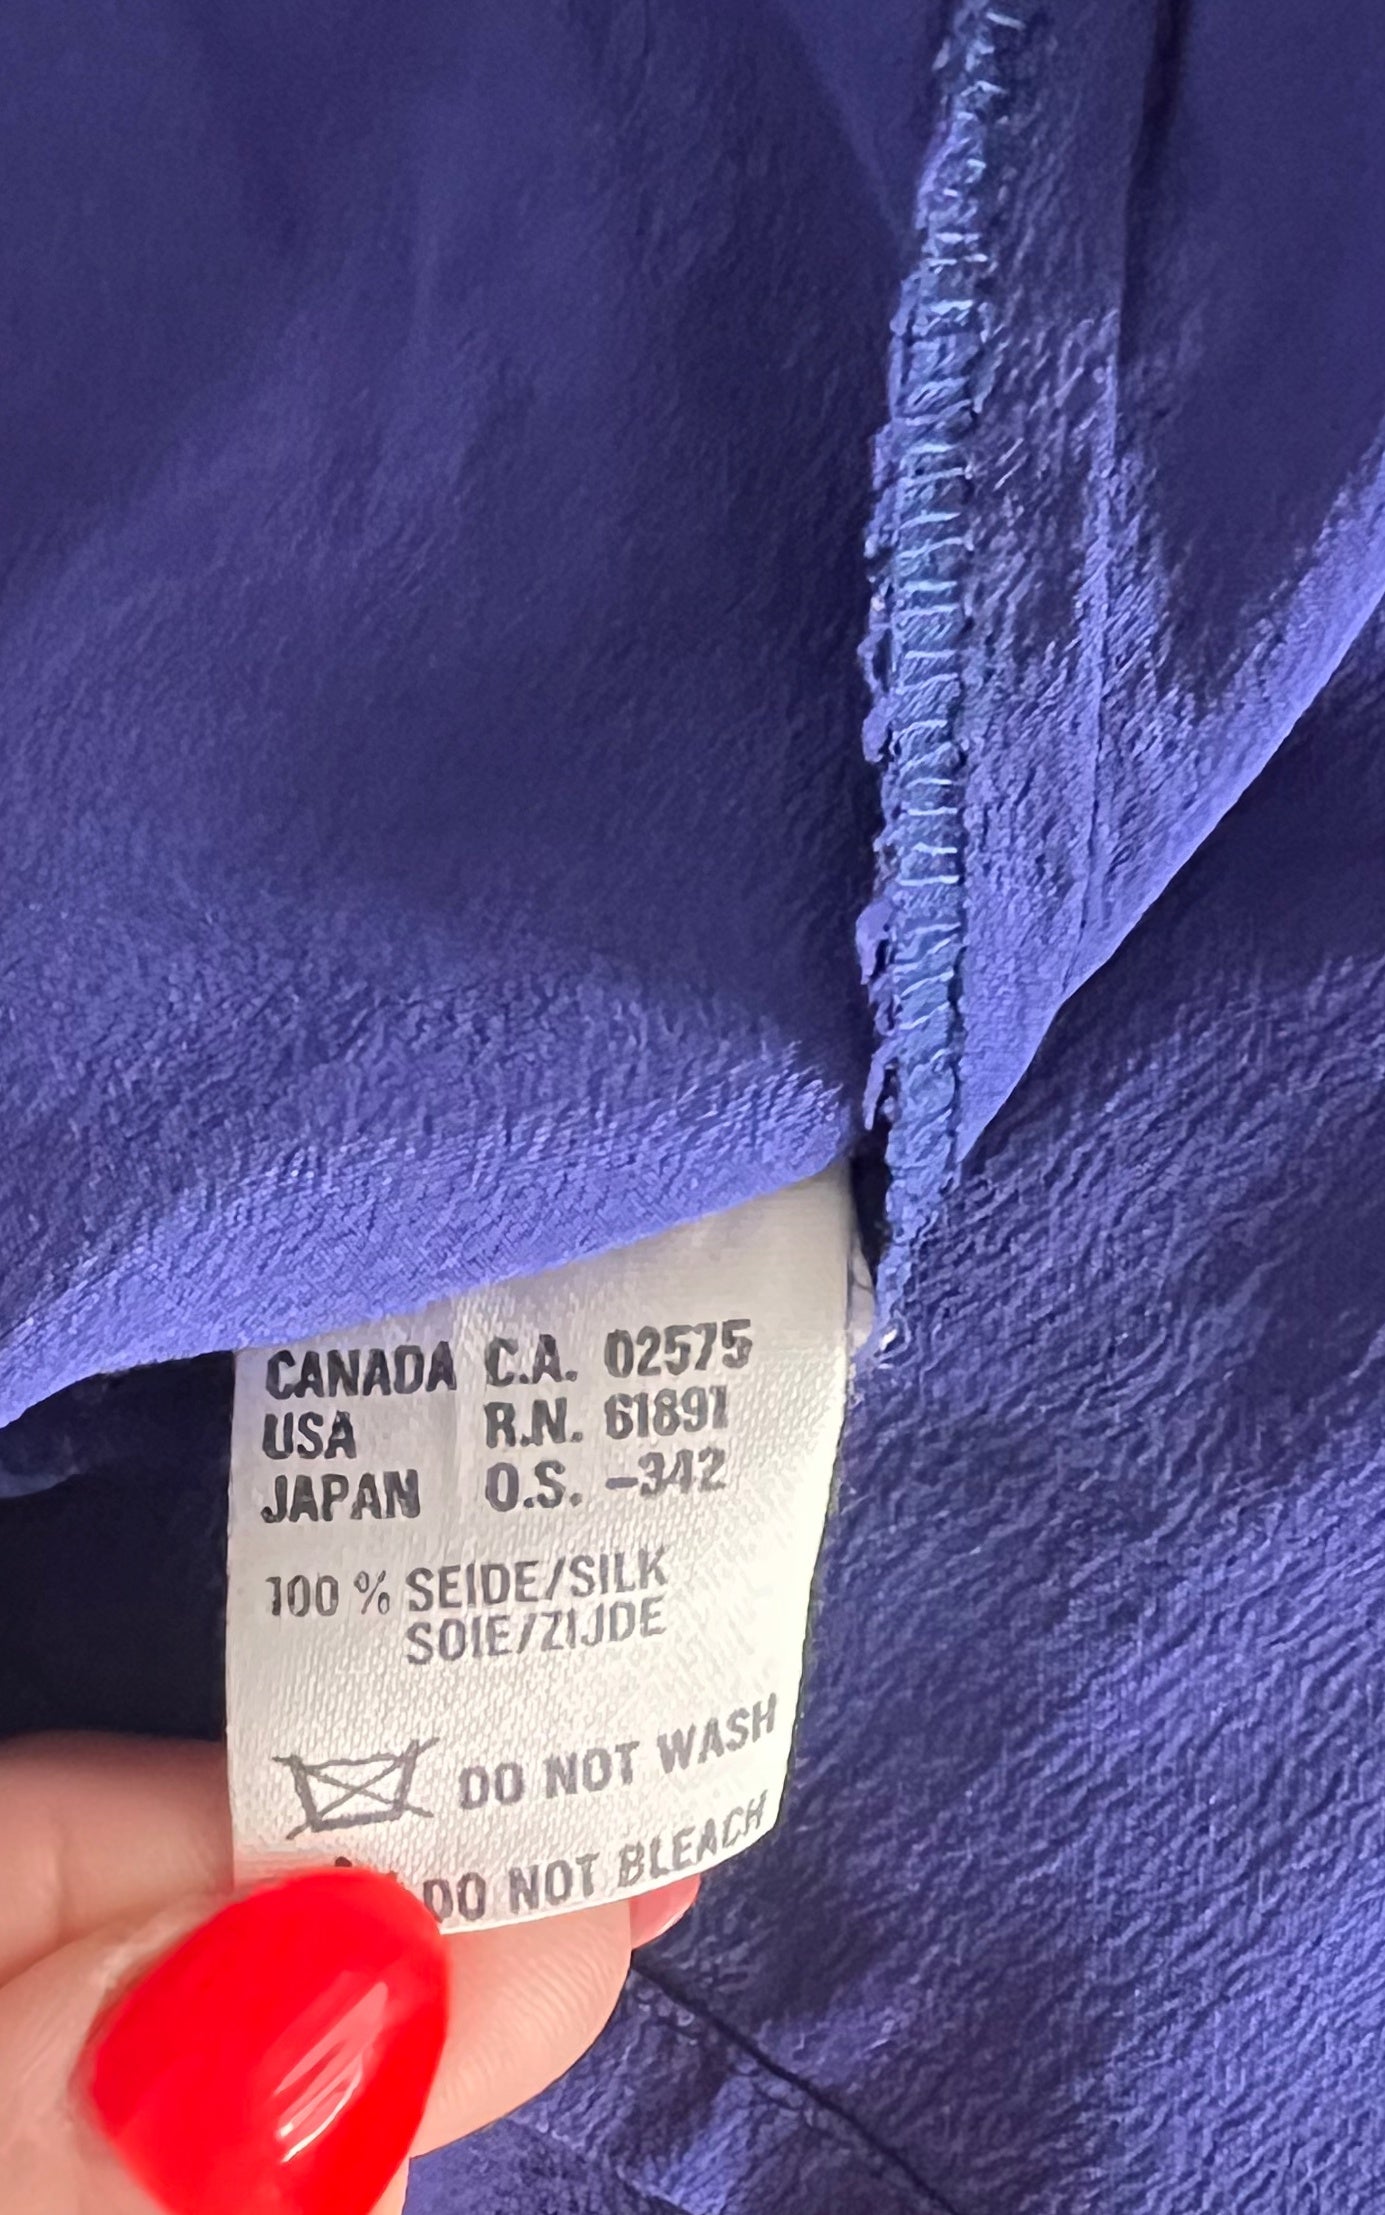 CANADA C.A. 02575
USA R.N. 61891
JAPAN O.S. -342
100 % SEIDE/SILK
SOIE/ZIJDE
DO NOT WASH
DO NOT BLEACH